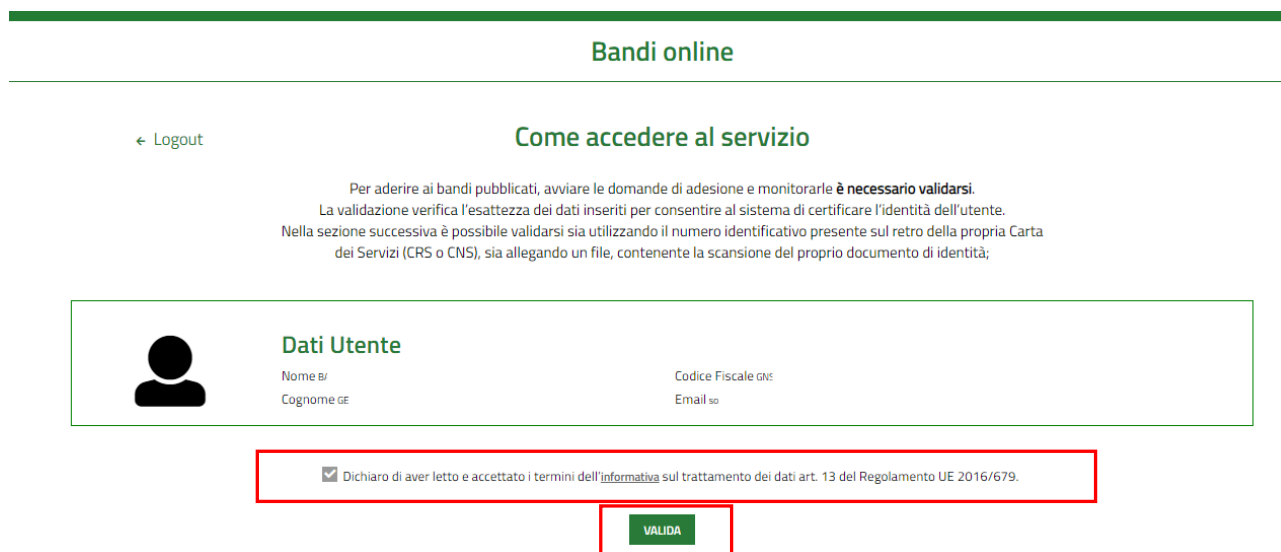 Bandi online
← Logout
Come accedere al servizio
Per aderire ai bandi pubblicati, avviare le domande di adesione e monitorarle è necessario validarsi.
La validazione verifica l'esattezza dei dati inseriti per consentire al sistema di certificare l'identità dell'utente.
Nella sezione successiva è possibile validarsi sia utilizzando il numero identificativo presente sul retro della propria Carta
dei Servizi (CRS o CNS), sia allegando un file, contenente la scansione del proprio documento di identità;
Dati Utente
Nome
Codice Fiscale
Cognome GE
Email so
Dichiaro di aver letto e accettato i termini dell'informativa sul trattamento dei dati art. 13 del Regolamento UE 2016/679.
VALIDA